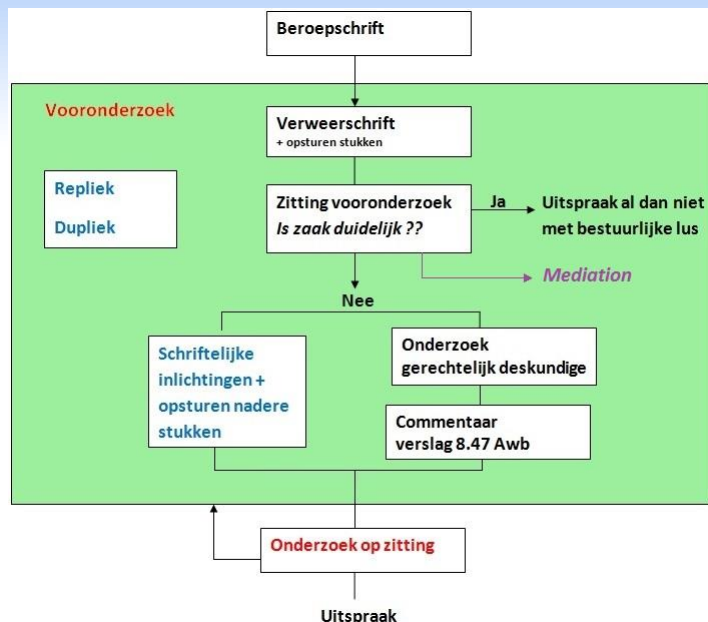 Beroepschrift
Vooronderzoek
Verweerschrift
+ opsturen stukken
Repliek
Dupliek
Zitting vooronderzoek
Is zaak duidelijk ??
Ja
Uitspraak al dan niet
met bestuurlijke lus
Mediation
Nee
Schriftelijke
inlichtingen +
opsturen nadere
stukken
Onderzoek
gerechtelijk deskundige
Commentaar
verslag 8.47 Awb
Onderzoek op zitting
Uitspraak